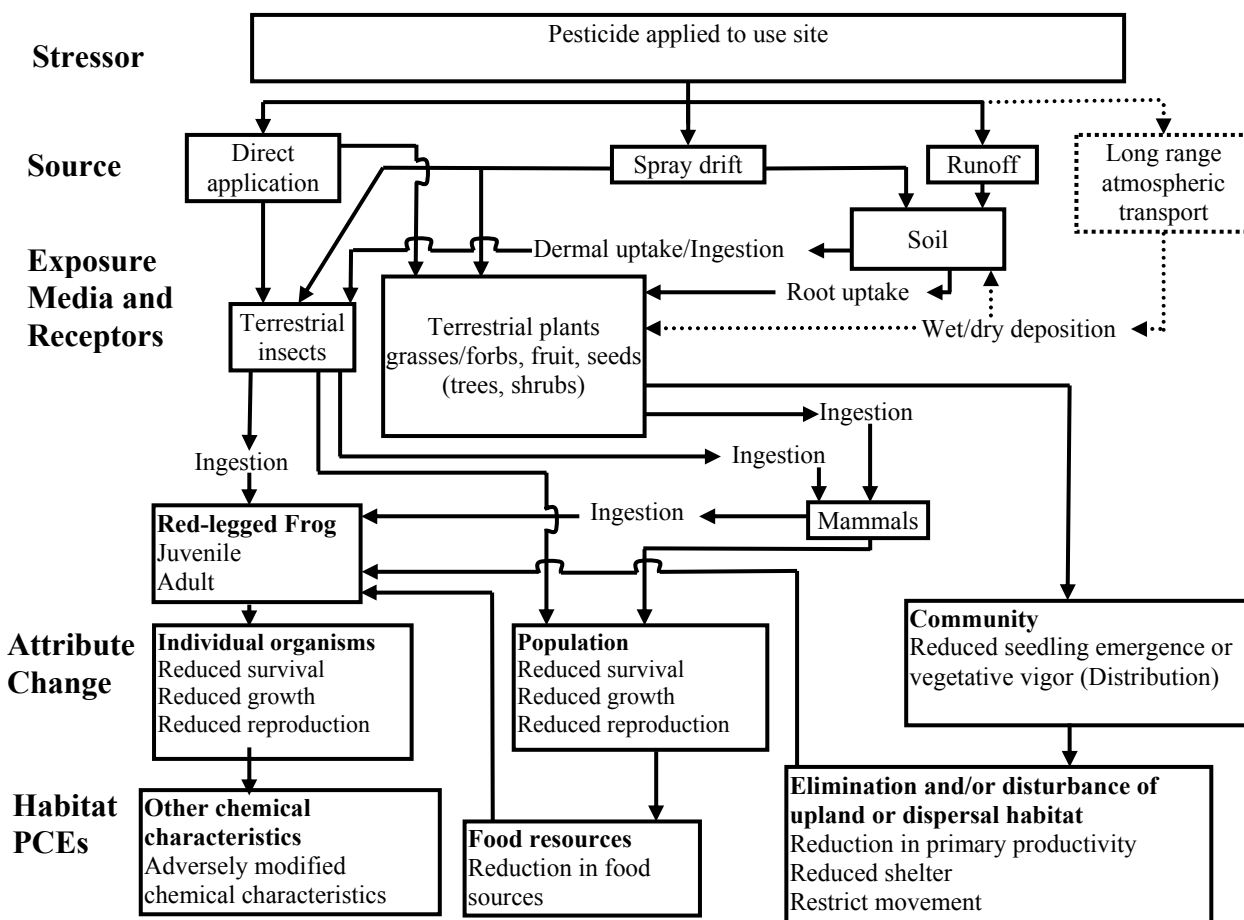 Stressor
Pesticide applied to use site
Source
Direct
application
Spray drift
Runoff
Long range
atmospheric
transport
Exposure
Media and
Receptors
Dermal uptake/Ingestion
Soil
Root uptake
Wet/dry deposition
Terrestrial
insects
Terrestrial plants
grasses/forbs, fruit, seeds
(trees, shrubs)
Ingestion
Ingestion
Ingestion
Ingestion
Mammals
Red-legged Frog
Juvenile
Adult
Attribute
Change
Individual organisms
Reduced survival
Reduced growth
Reduced reproduction
Population
Reduced survival
Reduced growth
Reduced reproduction
Community
Reduced seedling emergence or
vegetative vigor (Distribution)
Habitat
PCEs
Other chemical
characteristics
Adversely modified
chemical characteristics
Food resources
Reduction in food
sources
Elimination and/or disturbance of
upland or dispersal habitat
Reduction in primary productivity
Reduced shelter
Restrict movement